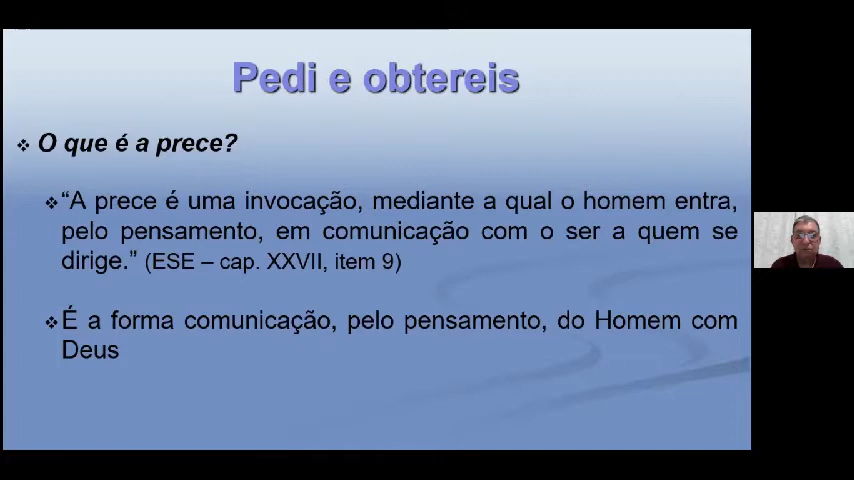 Pedi e obtereis
❖ O que é a prece?
❖ “A prece é uma invocação, mediante a qual o homem entra,
pelo pensamento, em comunicação com o ser a quem se
dirige.” (ESE – cap. XXVII, item 9)
❖ É a forma comunicação, pelo pensamento, do Homem com
Deus